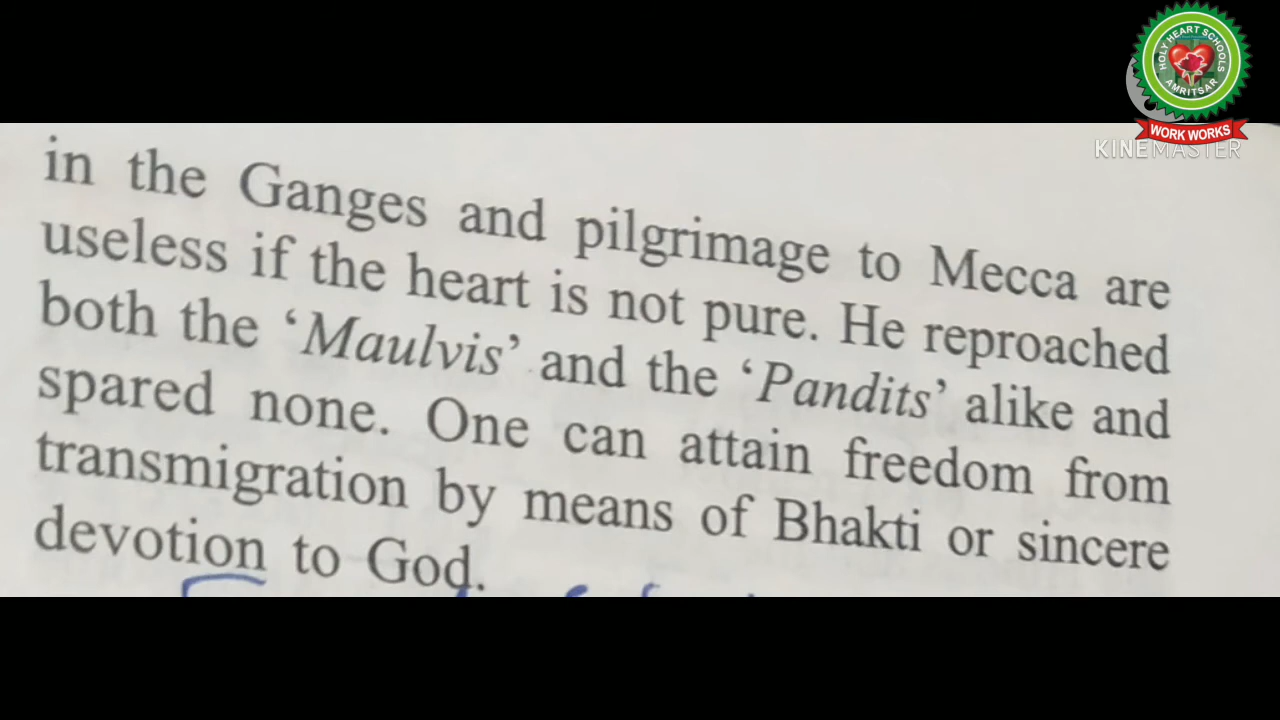 HOLY HEART SCHOOLS
AMRITSAR
WORK WORKS
KINEMASTER
in the Ganges and pilgrimage to Mecca are
useless if the heart is not pure. He reproached
both the ‘Maulvis’ and the ‘Pandits’ alike and
spared none. One can attain freedom from
transmigration by means of Bhakti or sincere
devotion to God.